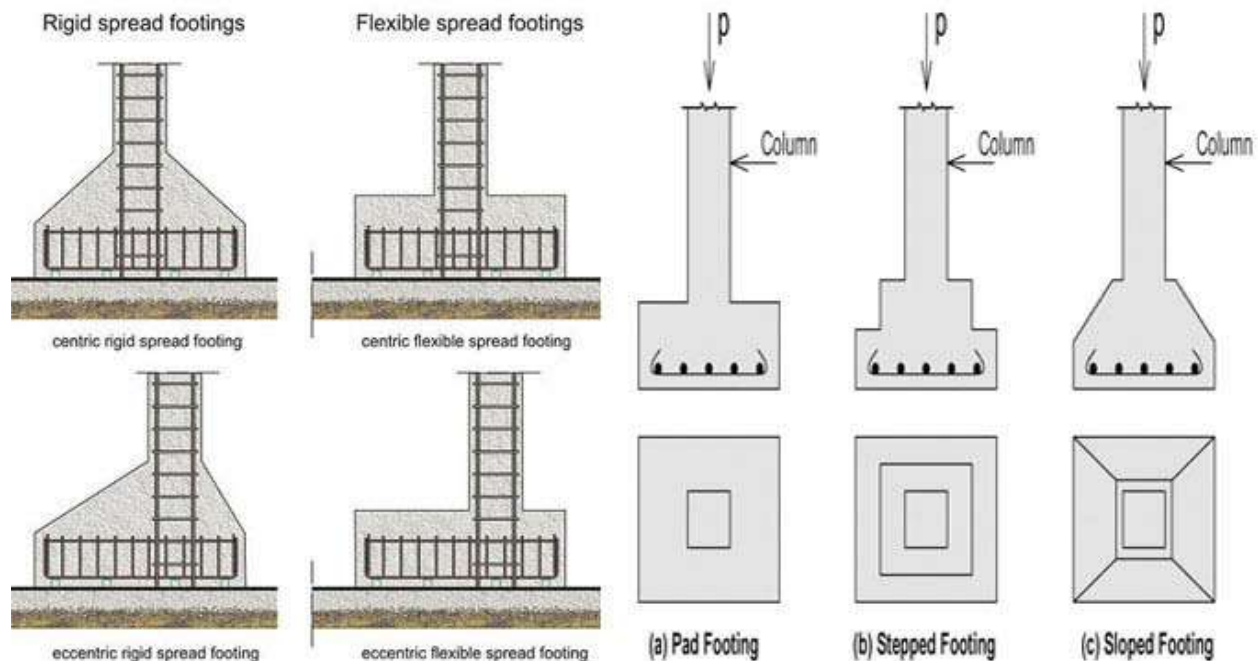 Rigid spread footings
Flexible spread footings
centric rigid spread footing
centric flexible spread footing
eccentric rigid spread footing
eccentric flexible spread footing
p
p
p
Column
Column
Column
(a) Pad Footing
(b) Stepped Footing
(c) Sloped Footing